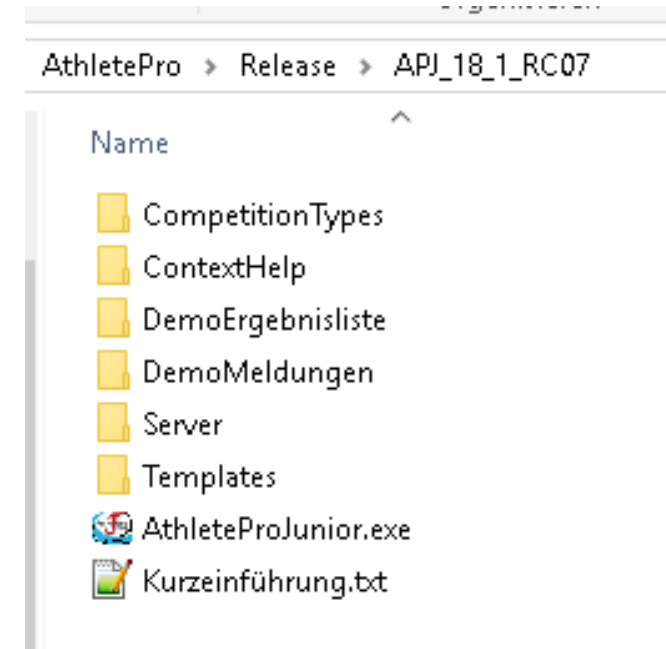 AthletePro > Release > APJ_18_1_RC07
Name
CompetitionTypes
ContextHelp
DemoErgebnisliste
DemoMeldungen
Server
Templates
AthleteProJunior.exe
Kurzeinführung.txt